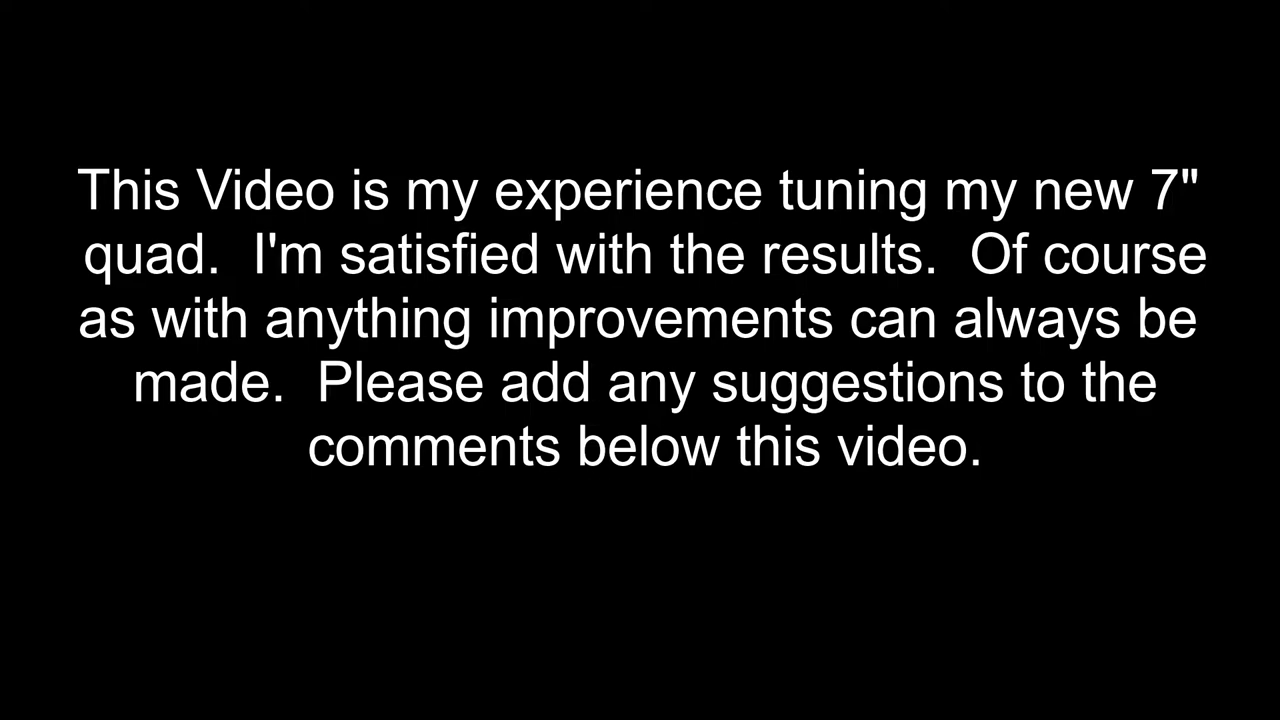 This Video is my experience tuning my new 7"
quad.  I'm satisfied with the results.  Of course
as with anything improvements can always be
made.  Please add any suggestions to the
comments below this video.